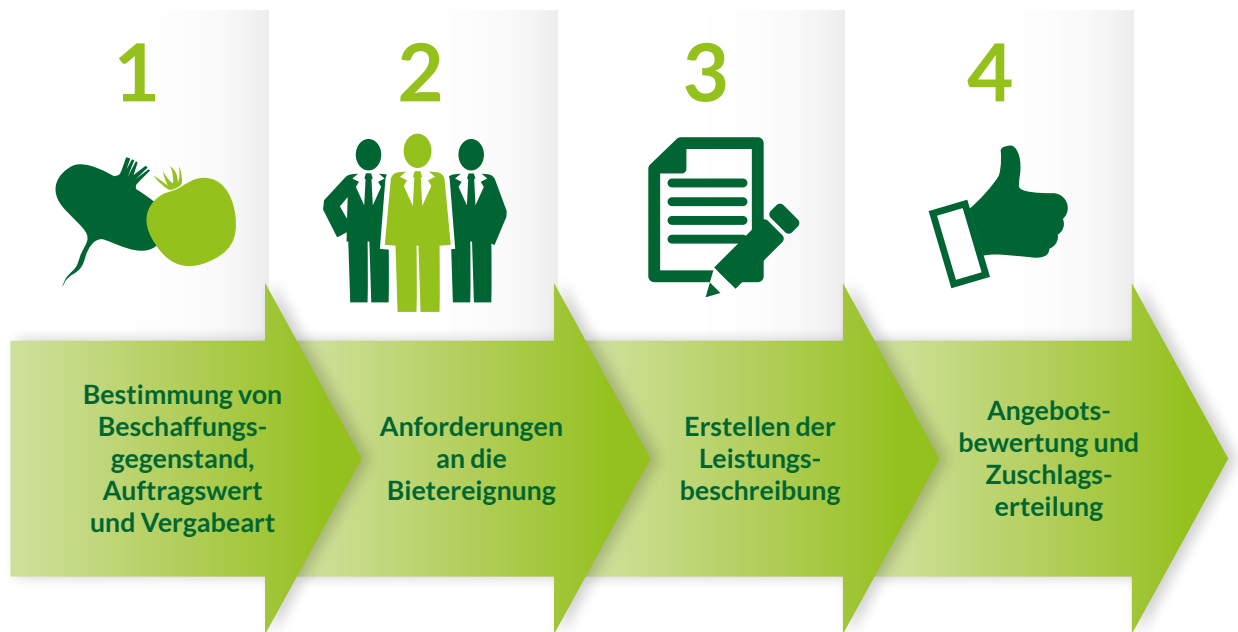 1
2
3
4
Bestimmung von
Beschaffungs-
gegenstand,
Auftragswert
und Vergabeart
Anforderungen
an die
Bietereignung
Erstellen der
Leistungs-
beschreibung
Angebots-
bewertung und
Zuschlags-
erteilung